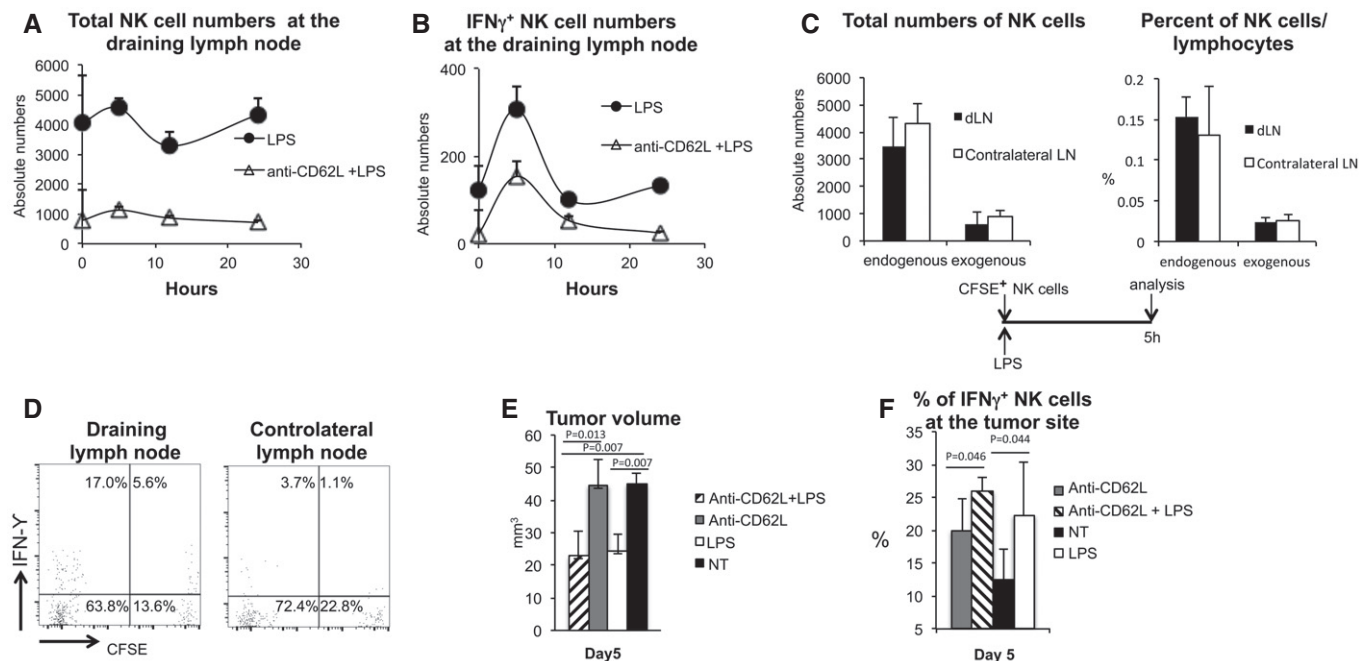 A
Total NK cell numbers at the
draining lymph node
Absolute numbers
6000
5000
4000
3000
2000
1000
0
0
10
20
30
Hours
LPS
anti-CD62L +LPS
B
IFNγ+ NK cell numbers
at the draining lymph node
Absolute numbers
400
200
0
0
10
20
30
Hours
LPS
anti-CD62L +LPS
C
Total numbers of NK cells
Absolute numbers
6000
5000
4000
3000
2000
1000
0
endogenous exogenous
dLN
Contralateral LN
Percent of NK cells/
lymphocytes
%
0.2
0.15
0.1
0.05
0
endogenous exogenous
dLN
Contralateral LN
CFSE+ NK cells
analysis
5h
LPS
D
Draining
lymph node
17.0% 5.6%
63.8% 13.6%
Controlateral
lymph node
3.7% 1.1%
72.4% 22.8%
IFN-ϒ
CFSE
E
Tumor volume
P=0.013
P=0.007
P=0.007
mm³
60
50
40
30
20
10
0
Day5
Anti-CD62L+LPS
Anti-CD62L
LPS
NT
F
% of IFNγ+ NK cells
at the tumor site
P=0.044
P=0.046
%
35
30
25
20
15
10
5
Day 5
Anti-CD62L
Anti-CD62L + LPS
NT
LPS